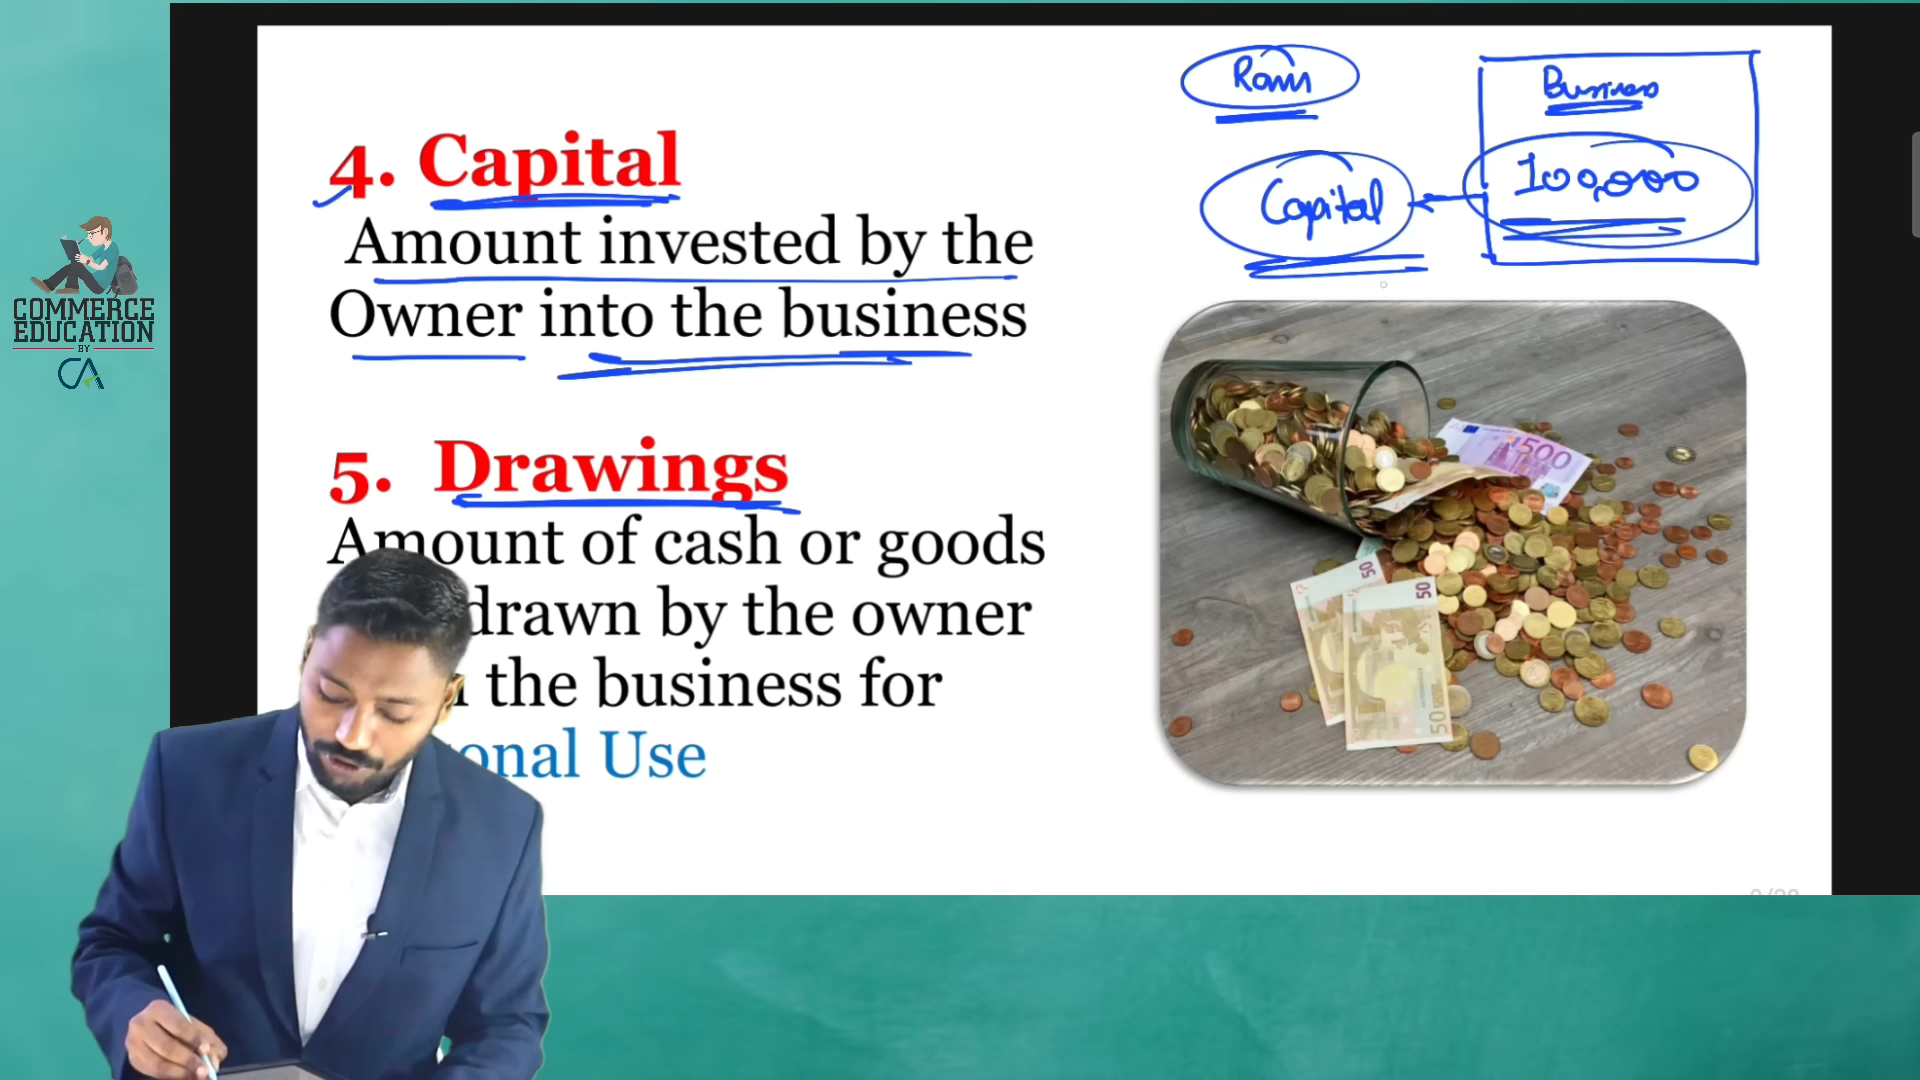 COMMERCE
EDUCATION
BY
CA
4. Capital
Amount invested by the
Owner into the business
5. Drawings
Amount of cash or goods
drawn by the owner
the business for
onal Use
Ram
Business
100,000
Capital
500
50
50
50